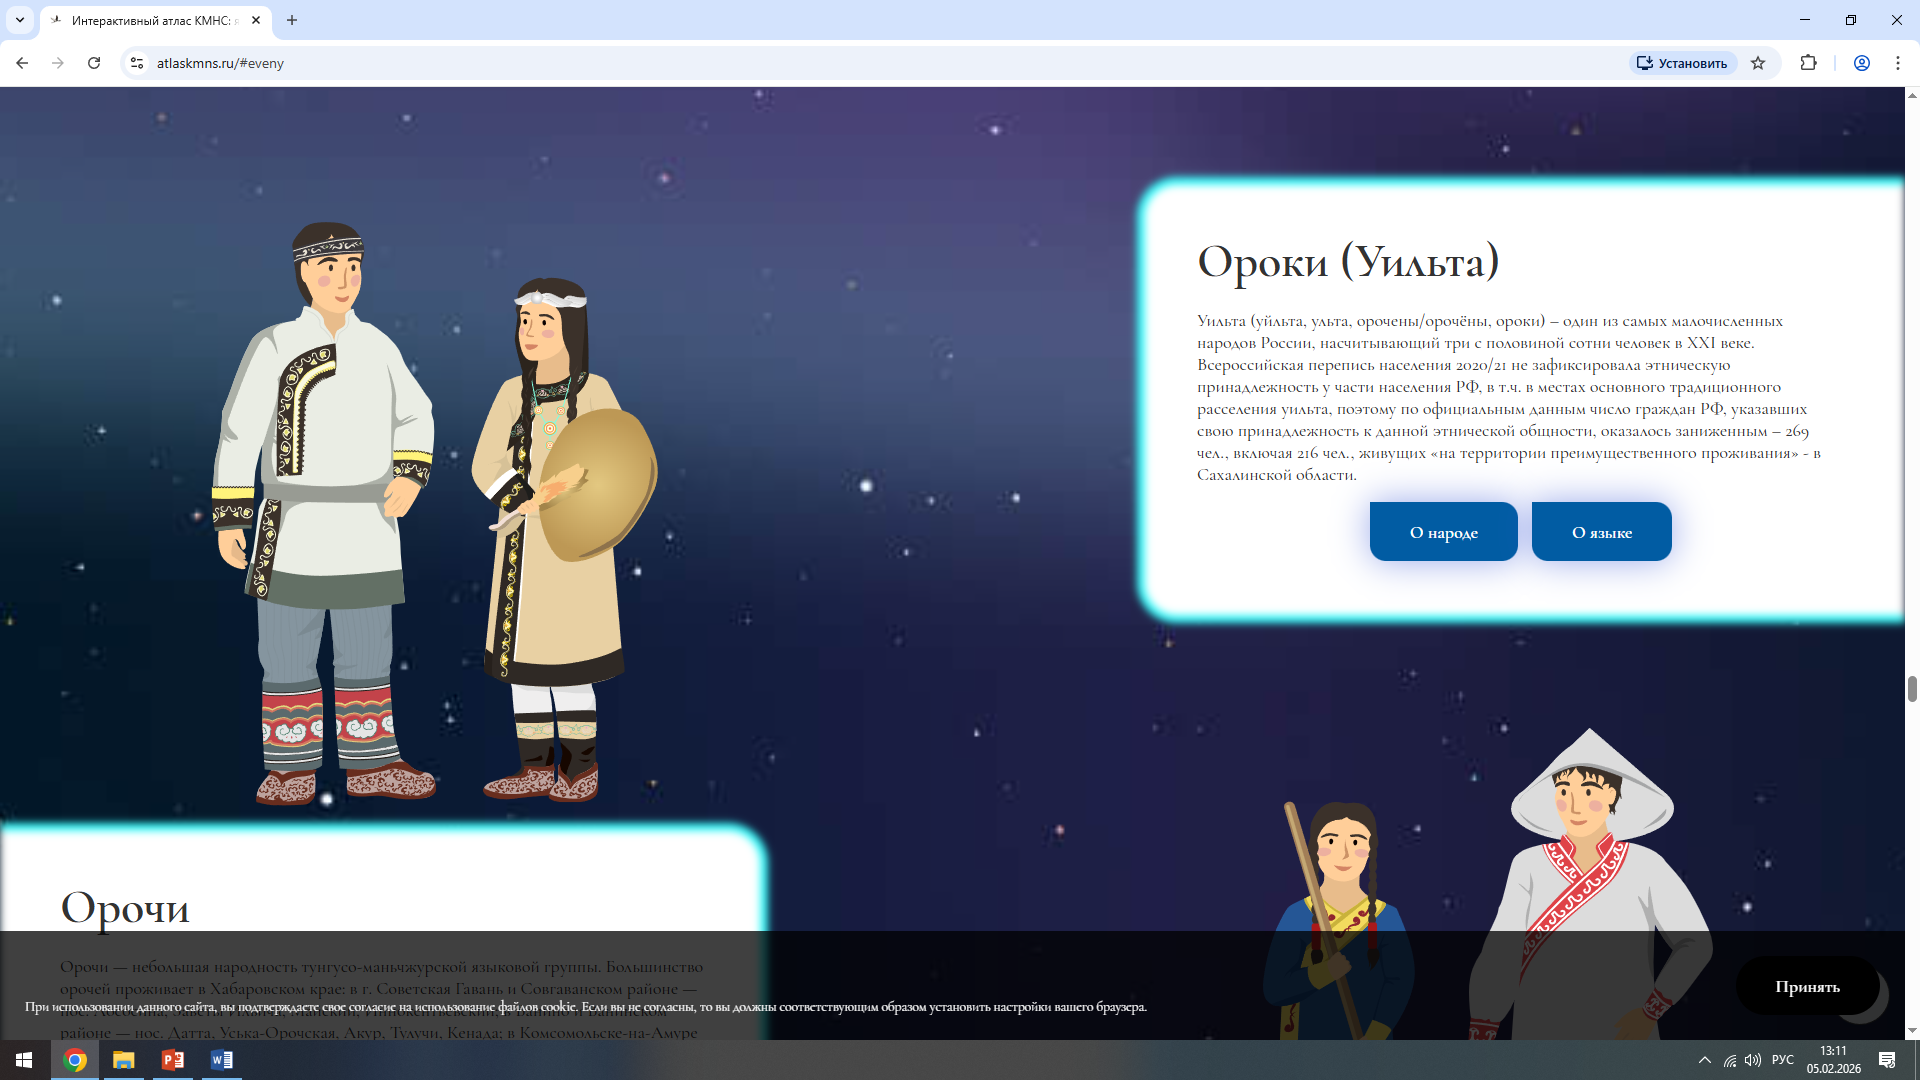 Интерактивный атлас КМНС:
atlaskmns.ru/#eveny
Установить
Ороки (Уильта)
Уильта (уйльта, ульта, орочены/орочёны, ороки) – один из самых малочисленных
народов России, насчитывающий три с половиной сотни человек в XXI веке.
Всероссийская перепись населения 2020/21 не зафиксировала этническую
принадлежность у части населения РФ, в т.ч. в местах основного традиционного
расселения уильта, поэтому по официальным данным число граждан РФ, указавших
свою принадлежность к данной этнической общности, оказалось заниженным – 269
чел., включая 216 чел., живущих «на территории преимущественного проживания» - в
Сахалинской области.
О народе
О языке
Орочи
Орочи — небольшая народность тунгусо-маньчжурской языковой группы. Большинство
орочей проживает в Хабаровском крае: в г. Советская Гавань и Совгаванском районе —
При использовании данного сайта, вы подтверждаете свое согласие на использование файлов cookie. Если вы не согласны, то вы должны соответствующим образом установить настройки вашего браузера.
Принять
районе — пос. Датта, Уська-Орочская, Акур, Тулучи, Кенада; в Комсомольске-на-Амуре
РУС
13:11
05.02.2026